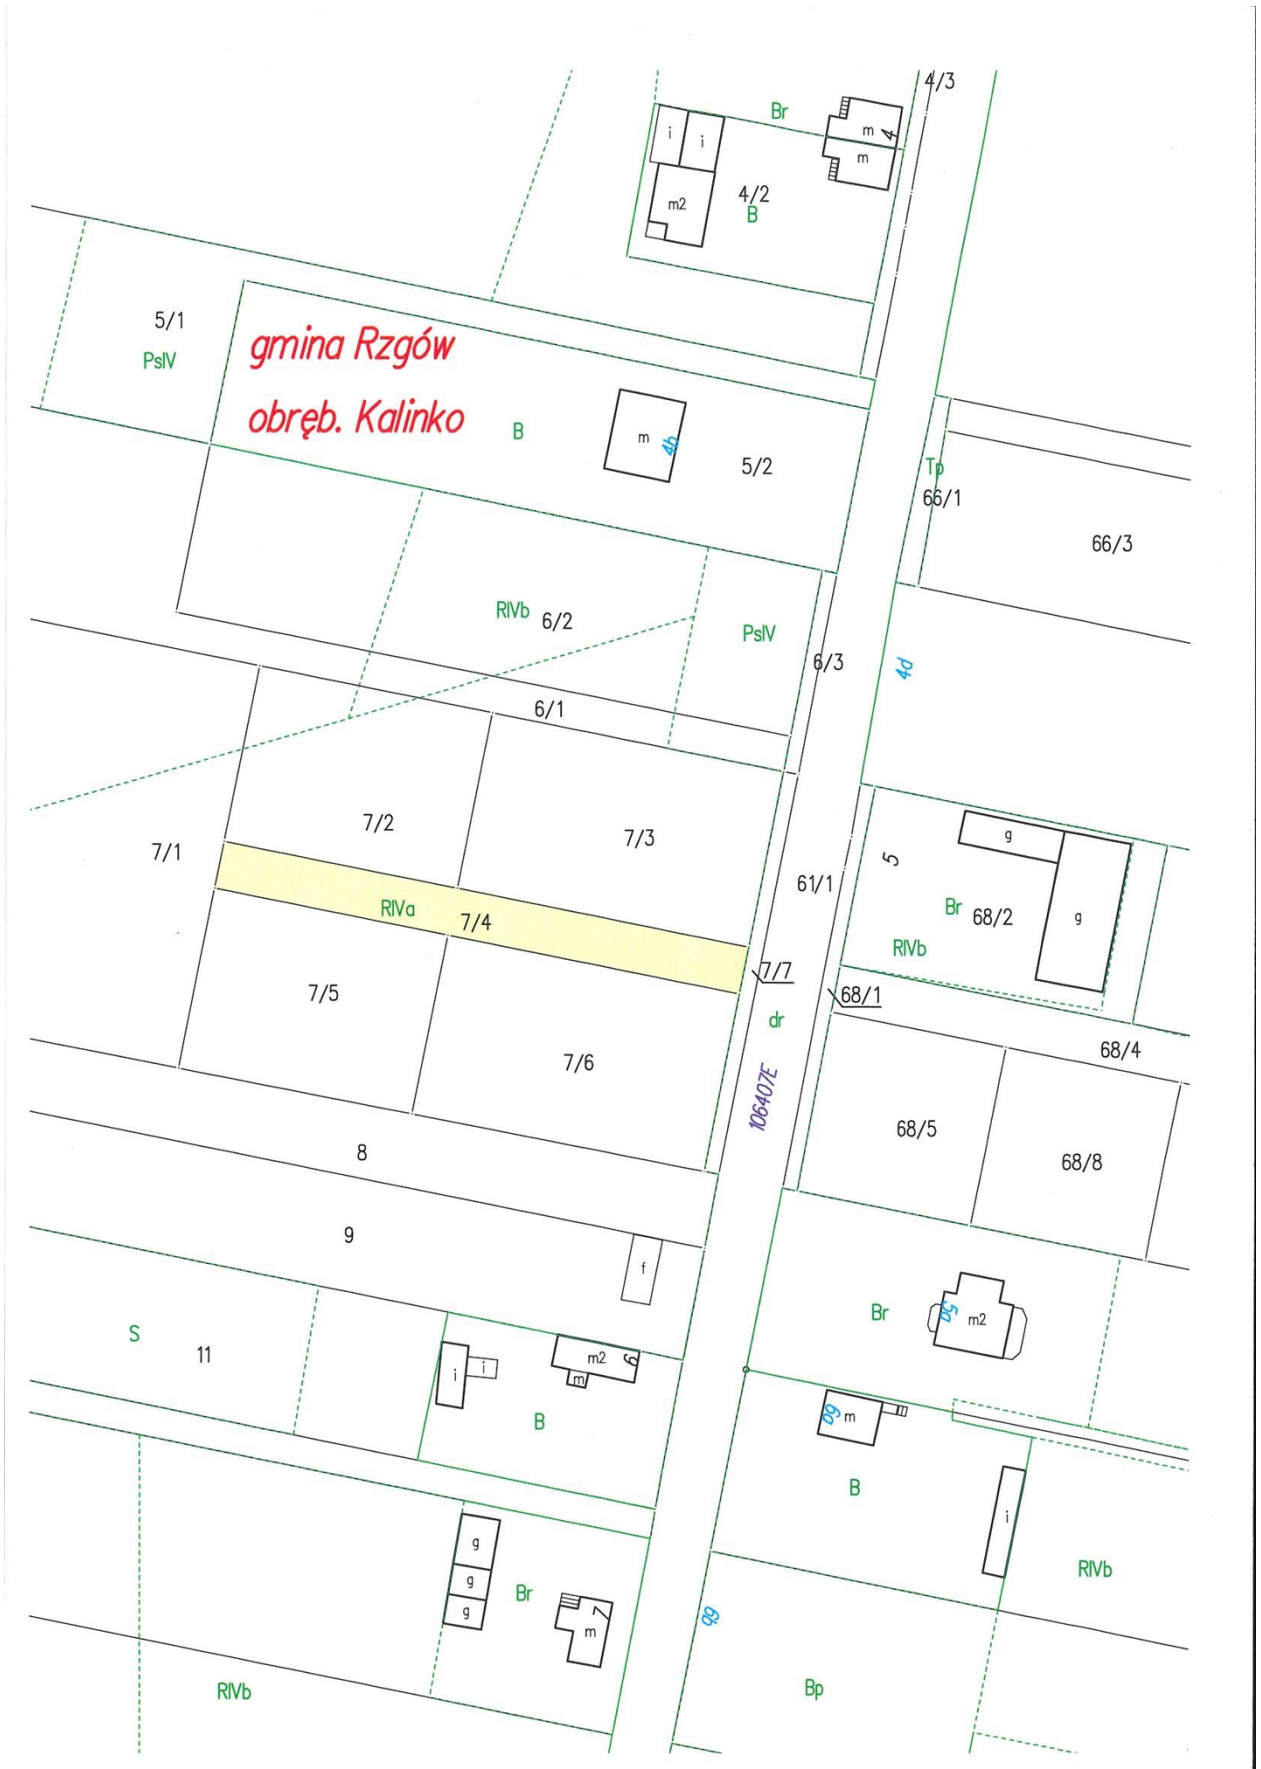 4/3
Br
m
4
m
i
i
m2
4/2
B
5/1
PsIV
gmina Rzgów
obręb. Kalinko
B
m
4b
5/2
Tp
66/1
66/3
RIVb
6/2
PsIV
6/3
4d
6/1
7/2
7/3
7/1
61/1
5
g
g
Br
68/2
RIVb
RIVa
7/4
7/7
68/1
7/5
dr
7/6
68/4
106407E
68/5
68/8
8
9
f
Br
5a
m2
S
11
i
i
m2
6
m
B
6a
m
B
i
RIVb
g
g
g
Br
7
m
6b
RIVb
Bp